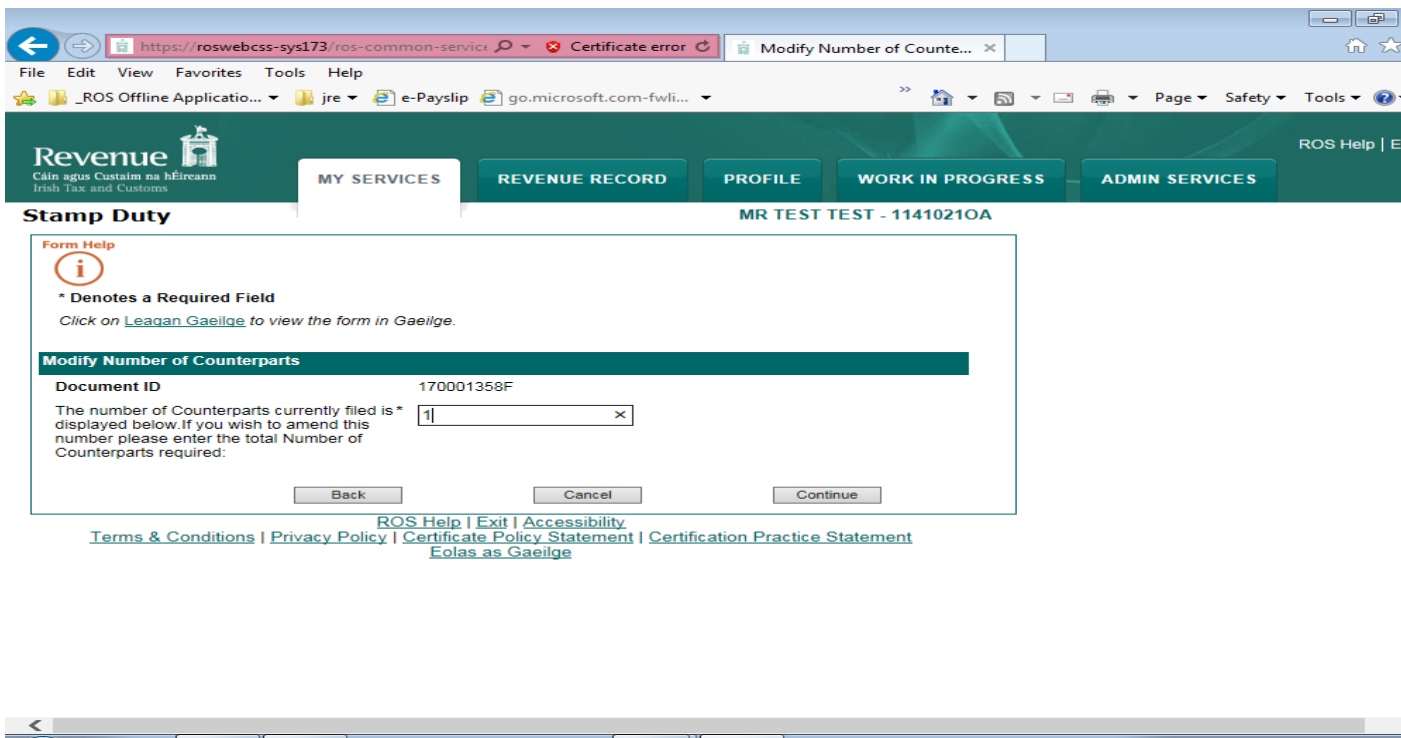 https://roswebcss-sys173/ros-common-service Certificate error Modify Number of Counte...
File Edit View Favorites Tools Help
_ROS Offline Applicatio... jre e-Payslip go.microsoft.com-fwli... Page Safety Tools
Revenue
Cáin agus Custaim na hÉireann
Irish Tax and Customs
ROS Help | E
MY SERVICES REVENUE RECORD PROFILE WORK IN PROGRESS ADMIN SERVICES
Stamp Duty MR TEST TEST - 1141021OA
Form Help
i
* Denotes a Required Field
Click on Leagan Gaeilge to view the form in Gaeilge.
Modify Number of Counterparts
Document ID 170001358F
The number of Counterparts currently filed is * 1
displayed below.If you wish to amend this
number please enter the total Number of
Counterparts required:
Back Cancel Continue
ROS Help | Exit | Accessibility
Terms & Conditions | Privacy Policy | Certificate Policy Statement | Certification Practice Statement
Eolas as Gaeilge